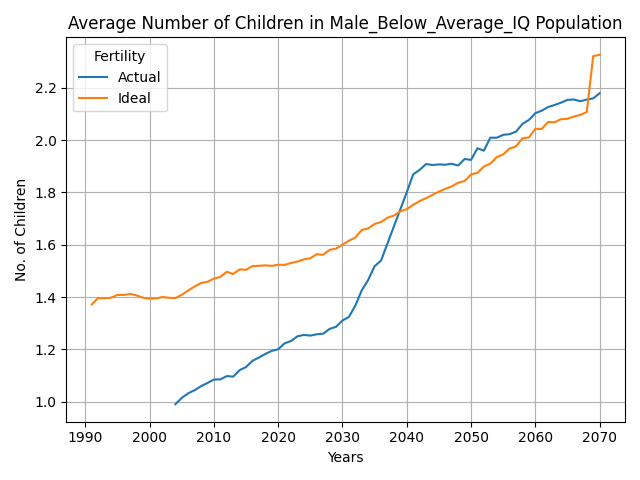 Average Number of Children in Male_Below_Average_IQ Population
Fertility
Actual
Ideal
No. of Children
2.2
2.0
1.8
1.6
1.4
1.2
1.0
1990 2000 2010 2020 2030 2040 2050 2060 2070
Years